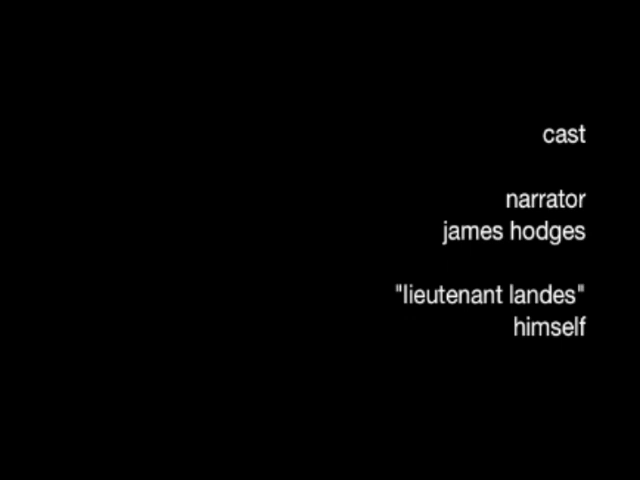 cast
narrator
james hodges
"lieutenant landes"
himself